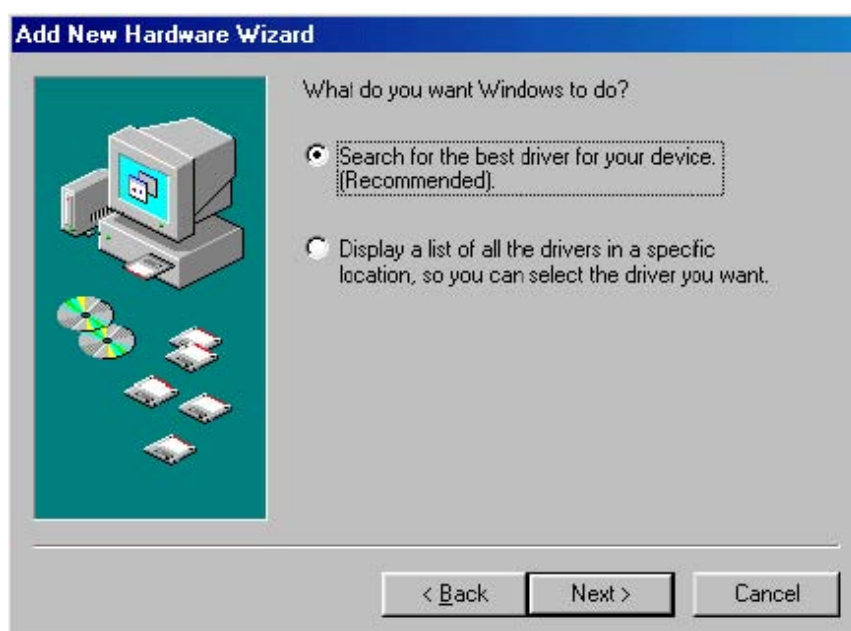 Add New Hardware Wizard
What do you want Windows to do?
Search for the best driver for your device.
(Recommended).
Display a list of all the drivers in a specific
location, so you can select the driver you want.
< Back
Next >
Cancel